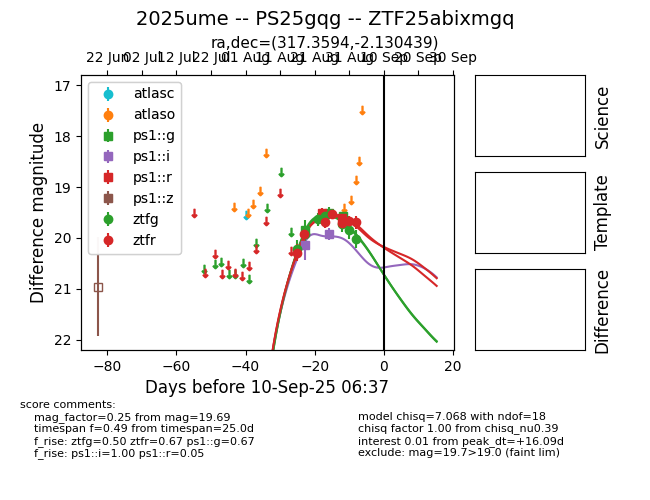 2025ume -- PS25gqg -- ZTF25abixmgq
ra,dec=(317.3594,-2.130439)
22 Jun 02 Jul 12 Jul 22 Jul 01 Aug 11 Aug 21 Aug 31 Aug 10 Sep 20 Sep 30 Sep
17
18
19
20
21
22
Difference magnitude
atlasc
atlaso
ps1::g
ps1::i
ps1::r
ps1::z
ztfg
ztfr
−80
−60
−40
−20
0
20
Days before 10-Sep-25 06:37
Science
Template
Difference
score comments:
mag_factor=0.25 from mag=19.69
timespan f=0.49 from timespan=25.0d
f_rise: ztfg=0.50 ztfr=0.67 ps1::g=0.67
f_rise: ps1::i=1.00 ps1::r=0.05
model chisq=7.068 with ndof=18
chisq factor 1.00 from chisq_nu0.39
interest 0.01 from peak_dt=+16.09d
exclude: mag=19.7>19.0 (faint lim)